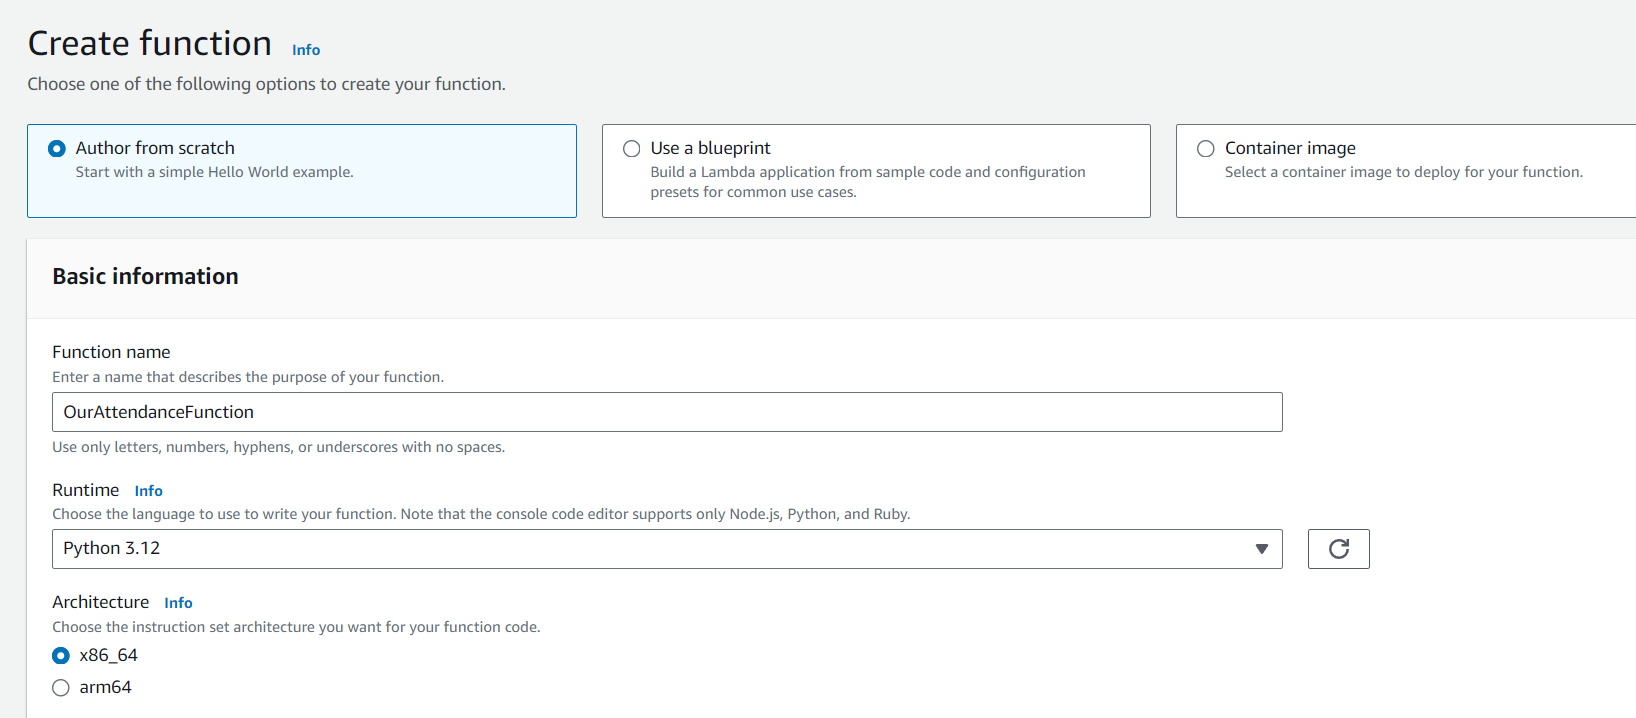 Create function Info
Choose one of the following options to create your function.
Author from scratch
Start with a simple Hello World example.
Use a blueprint
Build a Lambda application from sample code and configuration
presets for common use cases.
Container image
Select a container image to deploy for your function.
Basic information
Function name
Enter a name that describes the purpose of your function.
OurAttendanceFunction
Use only letters, numbers, hyphens, or underscores with no spaces.
Runtime Info
Choose the language to use to write your function. Note that the console code editor supports only Node.js, Python, and Ruby.
Python 3.12
Architecture Info
Choose the instruction set architecture you want for your function code.
x86_64
arm64